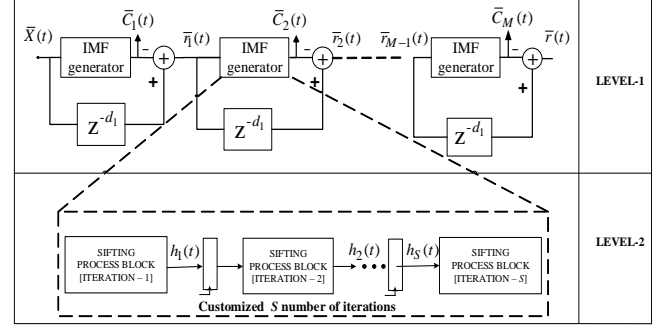 X̅(t) IMF generator C̅₁(t) - + r̅₁(t) IMF generator C̅₂(t) - + r̅₂(t) r̅M−1(t) IMF generator C̅M(t) - + r̅(t)
+ + +
Z^-d₁ Z^-d₁ Z^-d₁
LEVEL-1
SIFTING PROCESS BLOCK [ITERATION – 1] h₁(t) SIFTING PROCESS BLOCK [ITERATION – 2] h₂(t) ••• hS(t) SIFTING PROCESS BLOCK [ITERATION – S]
Customized S number of iterations
LEVEL-2